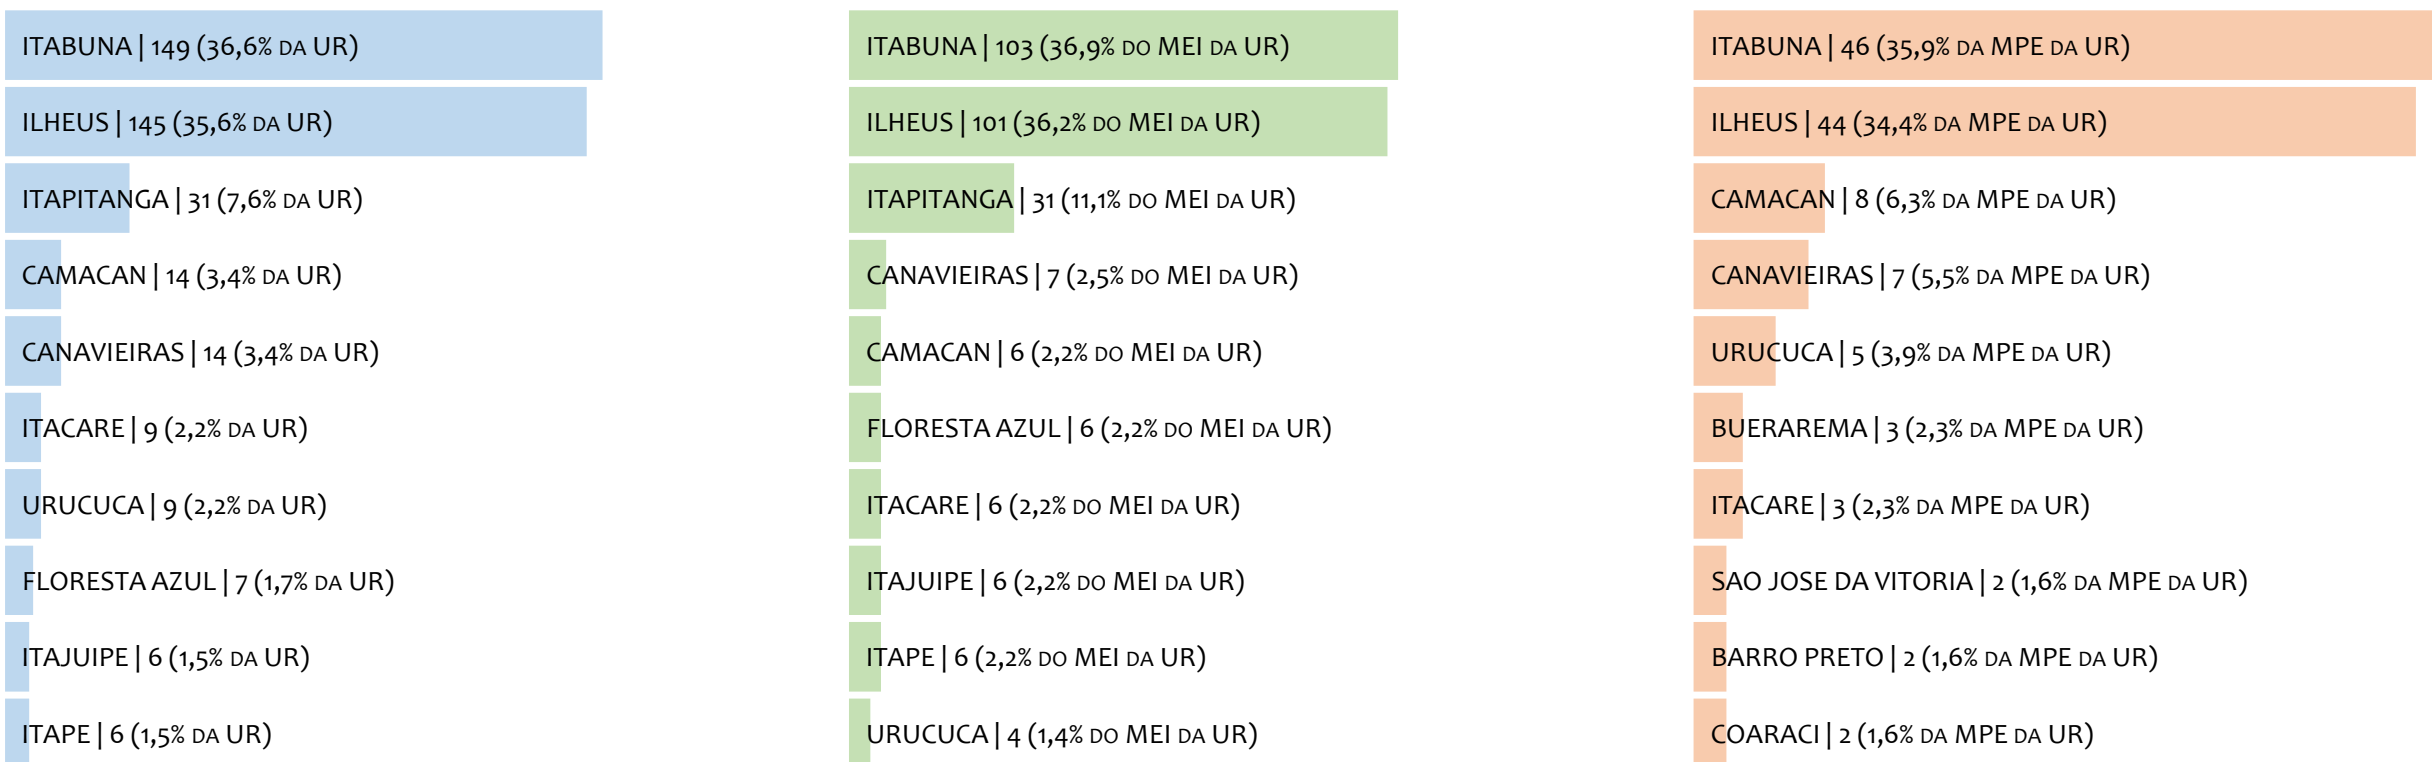 ITABUNA | 149 (36,6% DA UR)
ILHEUS | 145 (35,6% DA UR)
ITAPITANGA | 31 (7,6% DA UR)
CAMACAN | 14 (3,4% DA UR)
CANAVIEIRAS | 14 (3,4% DA UR)
ITACARE | 9 (2,2% DA UR)
URUCUCA | 9 (2,2% DA UR)
FLORESTA AZUL | 7 (1,7% DA UR)
ITAJUIPE | 6 (1,5% DA UR)
ITAPE | 6 (1,5% DA UR)
ITABUNA | 103 (36,9% DO MEI DA UR)
ILHEUS | 101 (36,2% DO MEI DA UR)
ITAPITANGA | 31 (11,1% DO MEI DA UR)
CANAVIEIRAS | 7 (2,5% DO MEI DA UR)
CAMACAN | 6 (2,2% DO MEI DA UR)
FLORESTA AZUL | 6 (2,2% DO MEI DA UR)
ITACARE | 6 (2,2% DO MEI DA UR)
ITAJUIPE | 6 (2,2% DO MEI DA UR)
ITAPE | 6 (2,2% DO MEI DA UR)
URUCUCA | 4 (1,4% DO MEI DA UR)
ITABUNA | 46 (35,9% DA MPE DA UR)
ILHEUS | 44 (34,4% DA MPE DA UR)
CAMACAN | 8 (6,3% DA MPE DA UR)
CANAVIEIRAS | 7 (5,5% DA MPE DA UR)
URUCUCA | 5 (3,9% DA MPE DA UR)
BUERAREMA | 3 (2,3% DA MPE DA UR)
ITACARE | 3 (2,3% DA MPE DA UR)
SAO JOSE DA VITORIA | 2 (1,6% DA MPE DA UR)
BARRO PRETO | 2 (1,6% DA MPE DA UR)
COARACI | 2 (1,6% DA MPE DA UR)